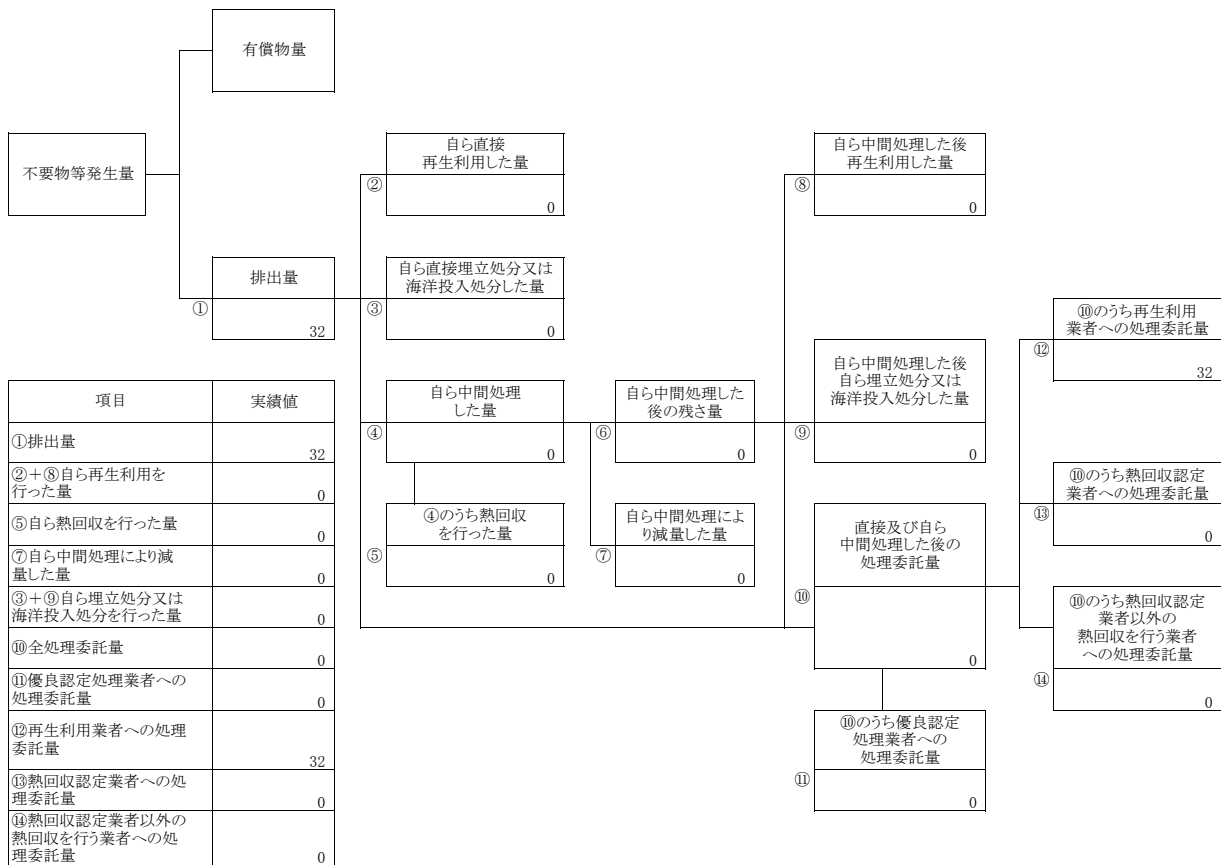 有償物量
不要物等発生量
自ら直接
再生利用した量
②
0
自ら中間処理した後
再生利用した量
⑧
0
排出量
①
32
自ら直接埋立処分又は
海洋投入処分した量
③
0
⑩のうち再生利用
業者への処理委託量
⑫
32
自ら中間処理
した量
④
0
自ら中間処理した
後の残さ量
⑥
0
自ら中間処理した後
自ら埋立処分又は
海洋投入処分した量
⑨
0
⑩のうち熱回収認定
業者への処理委託量
⑬
0
④のうち熱回収
を行った量
⑤
0
自ら中間処理によ
り減量した量
⑦
0
直接及び自ら
中間処理した後の
処理委託量
⑩
0
⑩のうち熱回収認定
業者以外の
熱回収を行う業者
への処理委託量
⑭
0
⑩のうち優良認定
処理業者への
処理委託量
⑪
0
項目 実績値
①排出量 32
②+⑧自ら再生利用を
行った量 0
⑤自ら熱回収を行った量 0
⑦自ら中間処理により減
量した量 0
③+⑨自ら埋立処分又は
海洋投入処分を行った量 0
⑩全処理委託量 0
⑪優良認定処理業者への
処理委託量 0
⑫再生利用業者への処理
委託量 32
⑬熱回収認定業者への処
理委託量 0
⑭熱回収認定業者以外の
熱回収を行う業者への処
理委託量 0